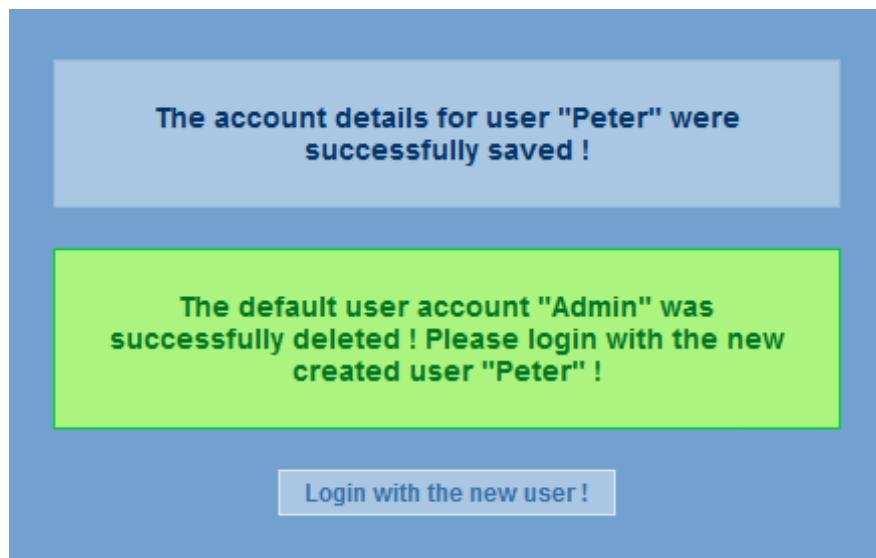 The account details for user "Peter" were
successfully saved !
The default user account "Admin" was
successfully deleted ! Please login with the new
created user "Peter" !
Login with the new user !